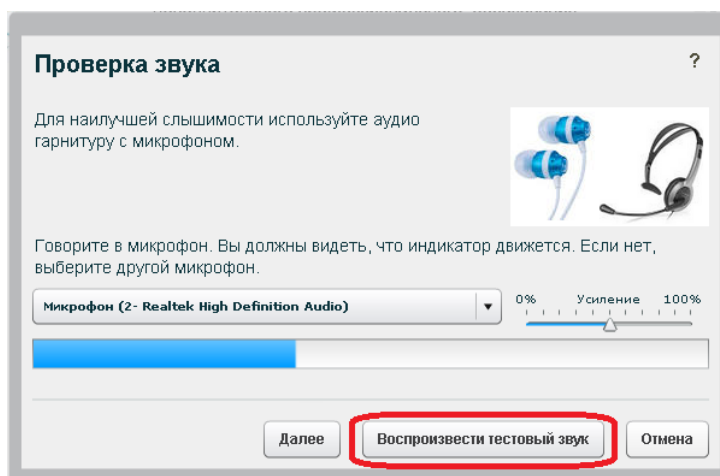 Проверка звука
?
Для наилучшей слышимости используйте аудио
гарнитуру с микрофоном.
Говорите в микрофон. Вы должны видеть, что индикатор движется. Если нет,
выберите другой микрофон.
Микрофон (2- Realtek High Definition Audio)
0% Усиление 100%
Далее Воспроизвести тестовый звук Отмена